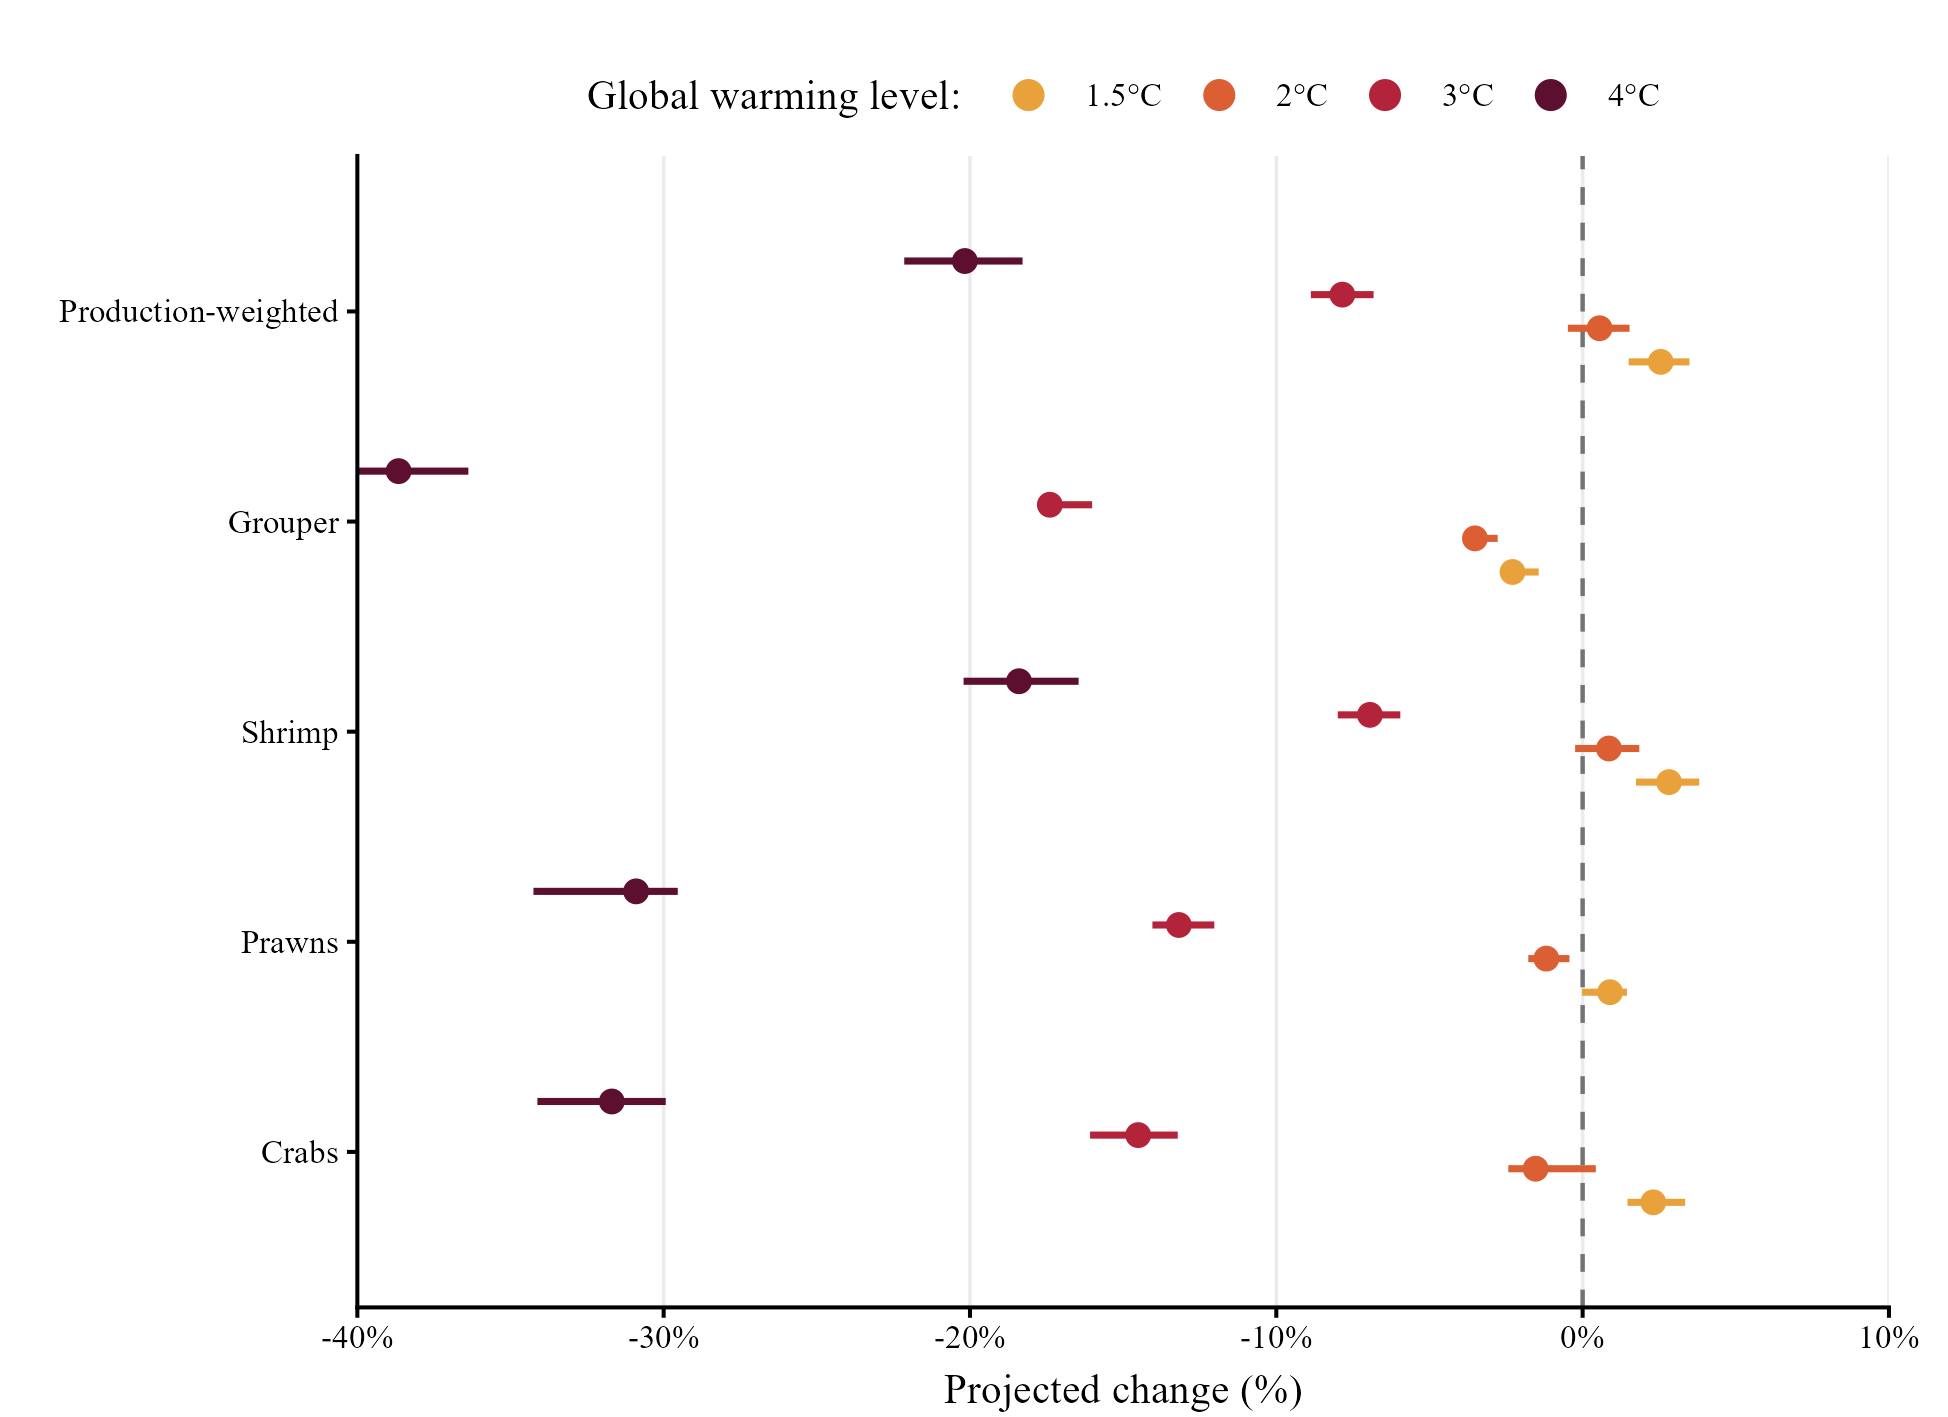 Global warming level: 1.5°C 2°C 3°C 4°C
Production-weighted
Grouper
Shrimp
Prawns
Crabs
-40% -30% -20% -10% 0% 10%
Projected change (%)